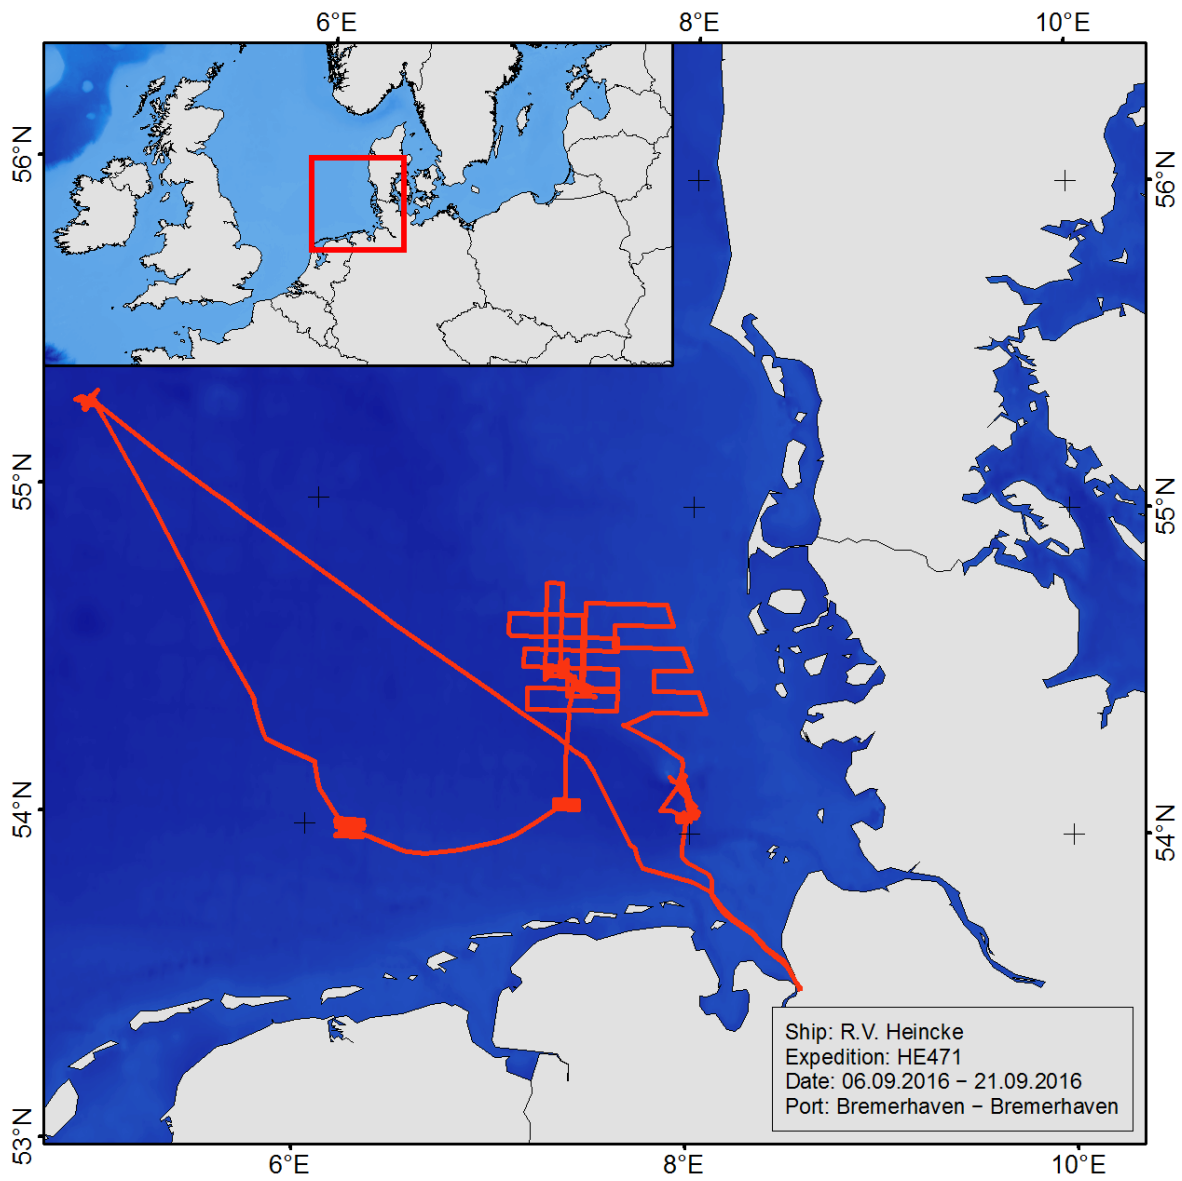 6°E 8°E 10°E
56°N 56°N
55°N 55°N
54°N 54°N
53°N
Ship: R.V. Heincke
Expedition: HE471
Date: 06.09.2016 – 21.09.2016
Port: Bremerhaven – Bremerhaven
6°E 8°E 10°E